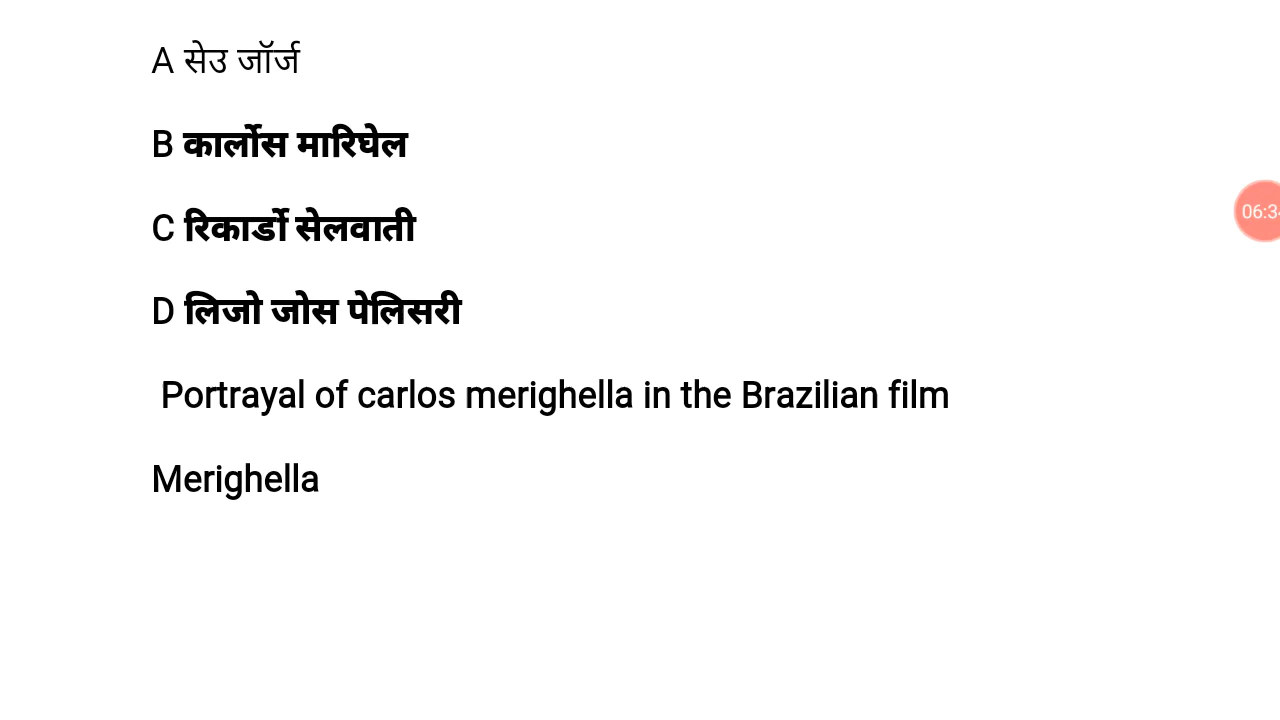 A सेउ जॉर्ज
B कार्लोस मारिघेल
C रिकार्डो सेलवाती
D लिजो जोस पेलिसरी
Portrayal of carlos merighella in the Brazilian film
Merighella